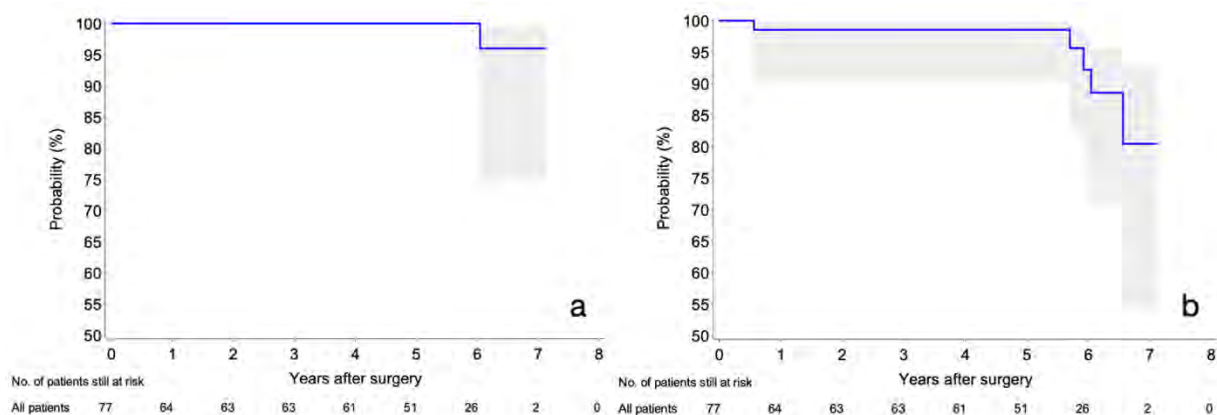 100
95
90
85
80
75
70
65
60
55
50
Probability (%)
0 1 2 3 4 5 6 7 8
Years after surgery
a
No. of patients still at risk
All patients 77 64 63 63 61 51 26 2 0
100
95
90
85
80
75
70
65
60
55
50
Probability (%)
0 1 2 3 4 5 6 7 8
Years after surgery
b
No. of patients still at risk
All patients 77 64 63 63 61 51 26 2 0